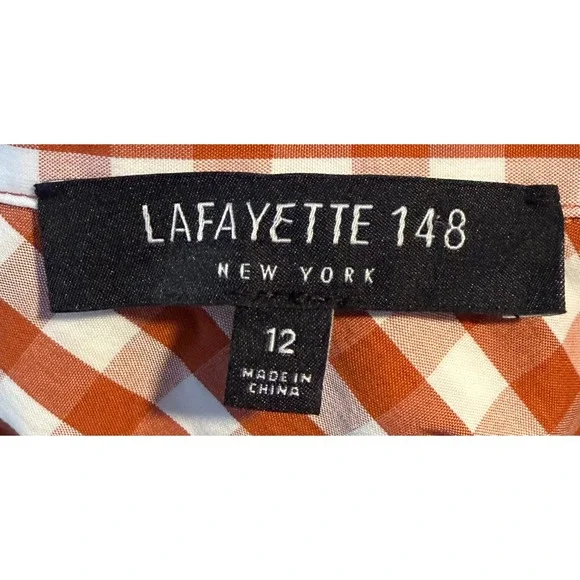 LAFAYETTE 148
NEW YORK
12
MADE IN
CHINA